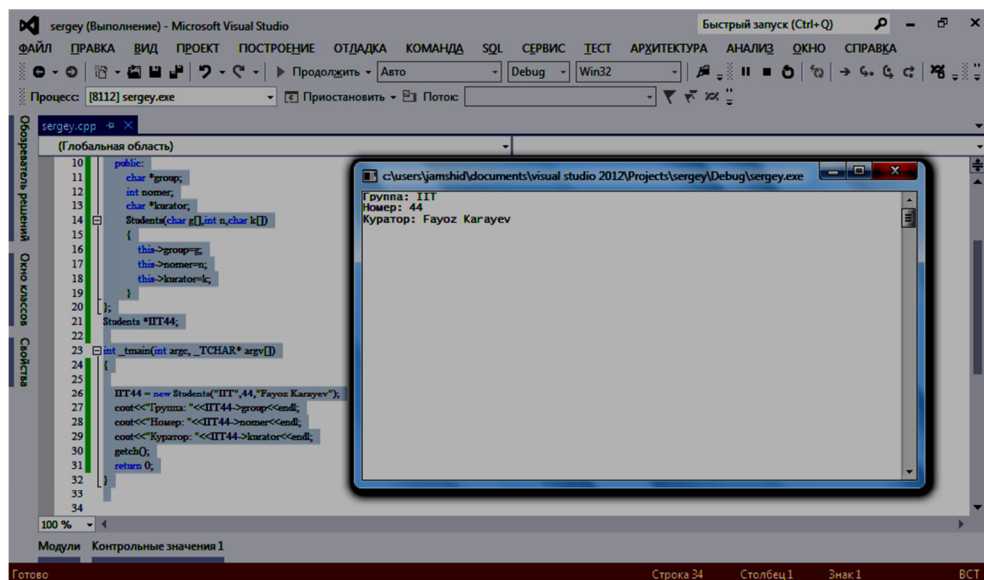 sergey (Выполнение) - Microsoft Visual Studio
Быстрый запуск (Ctrl+Q)
ФАЙЛ ПРАВКА ВИД ПРОЕКТ ПОСТРОЕНИЕ ОТЛАДКА КОМАНДА SQL СЕРВИС ТЕСТ АРХИТЕКТУРА АНАЛИЗ ОКНО СПРАВКА
Продолжить Авто Debug Win32
Процесс: [8112] sergey.exe Приостановить Поток:
Обозреватель решений
Окно классов
Свойства
sergey.cpp
(Глобальная область)
10 public:
11 char *group;
12 int nomer;
13 char *kurator;
14 Students(char g[],int n,char k[])
15 {
16 this->group=g;
17 this->nomer=n;
18 this->kurator=k;
19 }
20 };
21 Students *IIT44;
22
23 int _tmain(int argc, _TCHAR* argv[])
24 {
25
26 IIT44 = new Students("IIT",44,"Fayoz Karayev");
27 cout<<"Группа: "<<IIT44->group<<endl;
28 cout<<"Номер: "<<IIT44->nomer<<endl;
29 cout<<"Куратор: "<<IIT44->kurator<<endl;
30 getch();
31 return 0;
32 }
33
34
c:\users\jamshid\documents\visual studio 2012\Projects\sergey\Debug\sergey.exe
Группа: IIT
Номер: 44
Куратор: Fayoz Karayev
100 %
Модули Контрольные значения 1
Готово Строка 34 Столбец 1 Знак 1 ВСТ